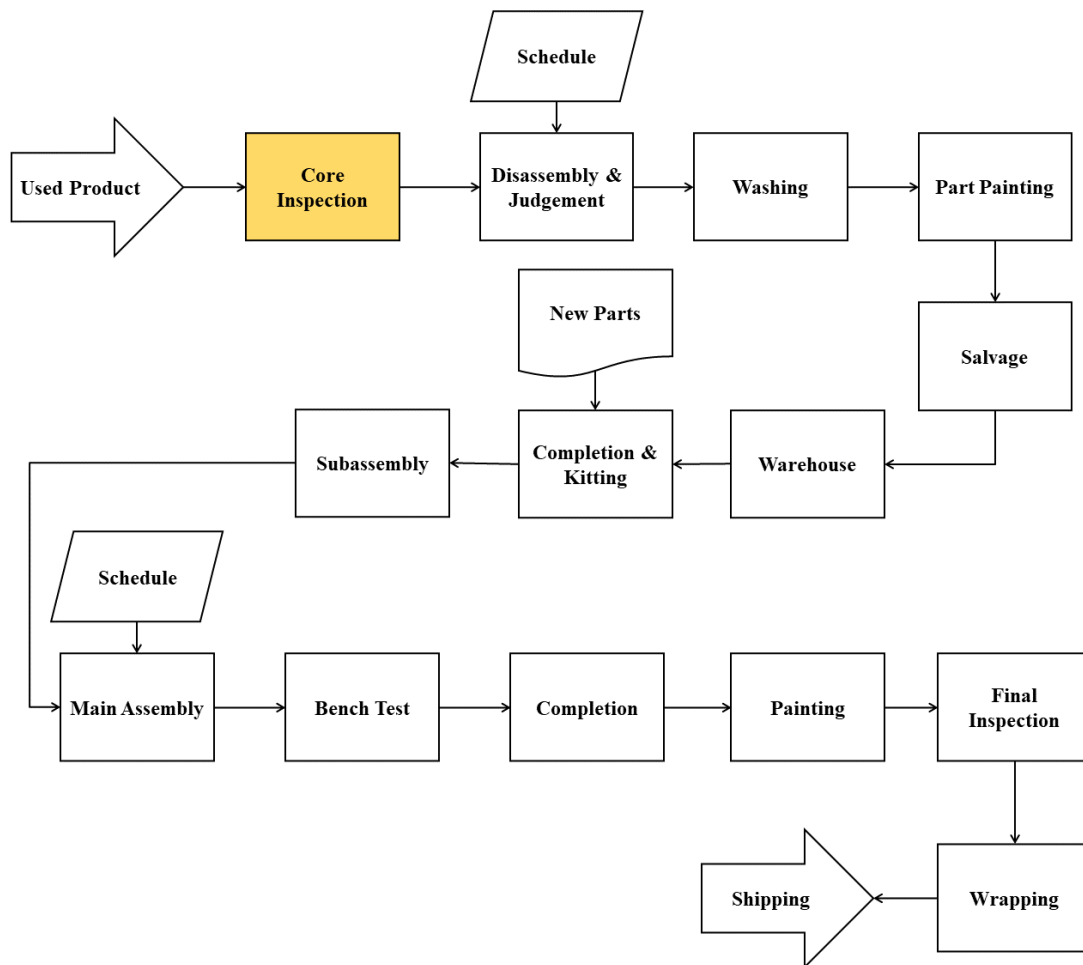 Schedule
Used Product
Core
Inspection
Disassembly &
Judgement
Washing
Part Painting
New Parts
Salvage
Subassembly
Completion &
Kitting
Warehouse
Schedule
Main Assembly
Bench Test
Completion
Painting
Final
Inspection
Shipping
Wrapping